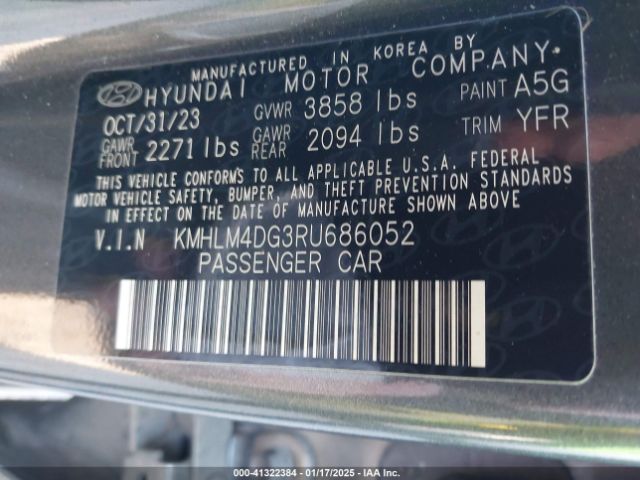 MANUFACTURED IN KOREA BY
HYUNDAI MOTOR COMPANY.
OCT/31/23 GVWR 3858 lbs PAINT A5G
GAWR FRONT 2271 lbs GAWR REAR 2094 lbs TRIM YFR
THIS VEHICLE CONFORMS TO ALL APPLICABLE U.S.A. FEDERAL
MOTOR VEHICLE SAFETY, BUMPER, AND THEFT PREVENTION STANDARDS
IN EFFECT ON THE DATE OF MANUFACTURE SHOWN ABOVE
V.I.N KMHLM4DG3RU686052
PASSENGER CAR
000-41322384 - 01/17/2025 - IAA Inc.